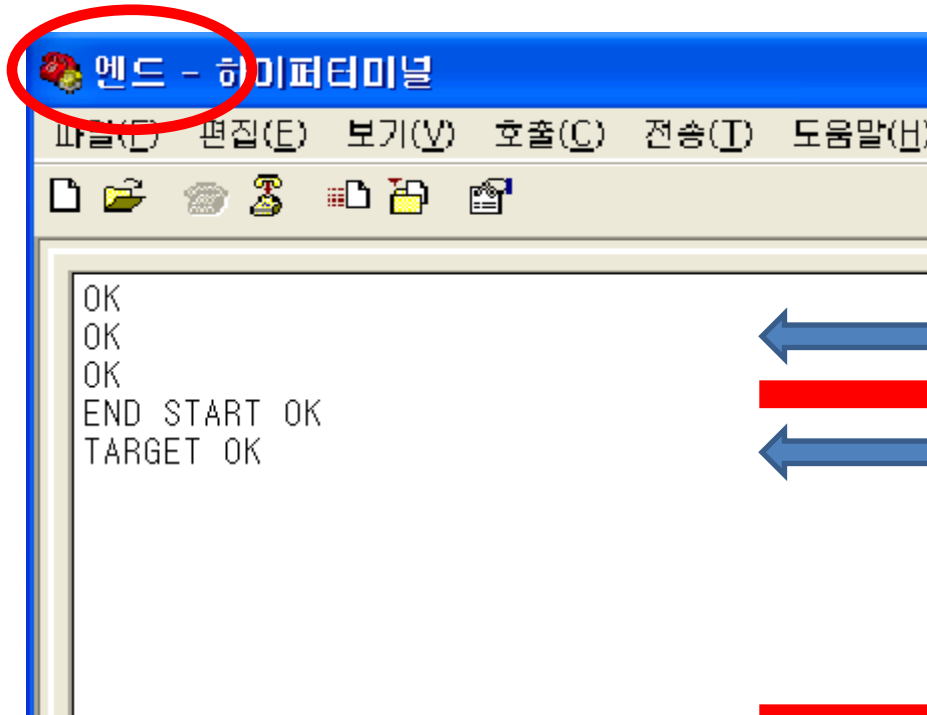 엔드 - 하이퍼터미널
파일(F) 편집(E) 보기(V) 호출(C) 전송(T) 도움말(H)
OK
OK
OK
END START OK
TARGET OK